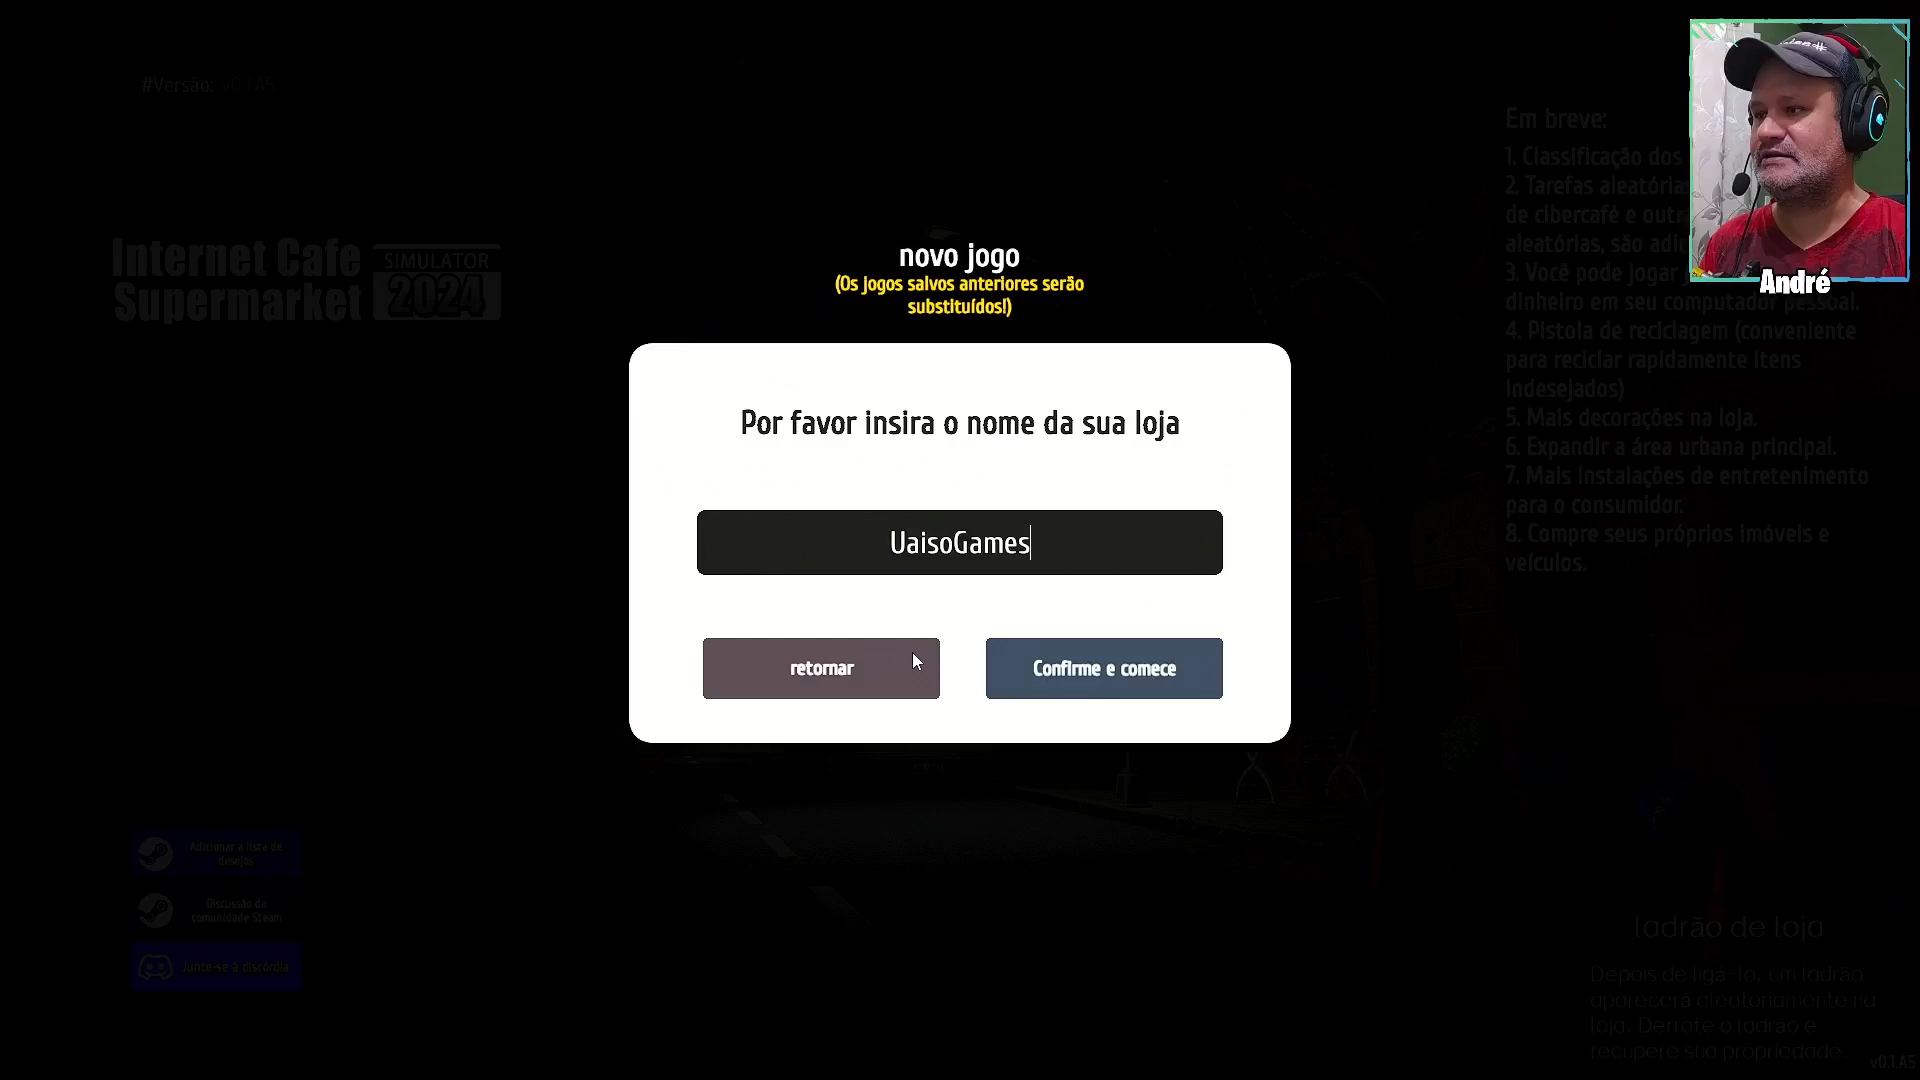 #Versão: v0.1.A5
Internet Cafe
Supermarket
SIMULATOR
2024
novo jogo
(Os jogos salvos anteriores serão
substituídos!)
Por favor insira o nome da sua loja
UaisoGames
retornar
Confirme e comece
André
Em breve:
1. Classificação dos
2. Tarefas
de cibercafé e
aleatórias, são
3. Você pode jogar
dinheiro em seu computador pessoal.
4. Pistola de reciclagem (conveniente
para reciclar rapidamente itens
indesejados)
5. Mais decorações na loja.
6. Expandir a área urbana principal.
7. Mais instalações de entretenimento
para o consumidor.
8. Compre seus próprios imóveis e
veículos.
Adicionar a lista de
desejos
Discussão da
comunidade Steam
Junte-se à discórdia
ladrão de loja
Depois de ligá-lo, um ladrão
aparecerá aleatoriamente na
loja. Derrote o ladrão e
recupere sua propriedade.
v0.1.A5